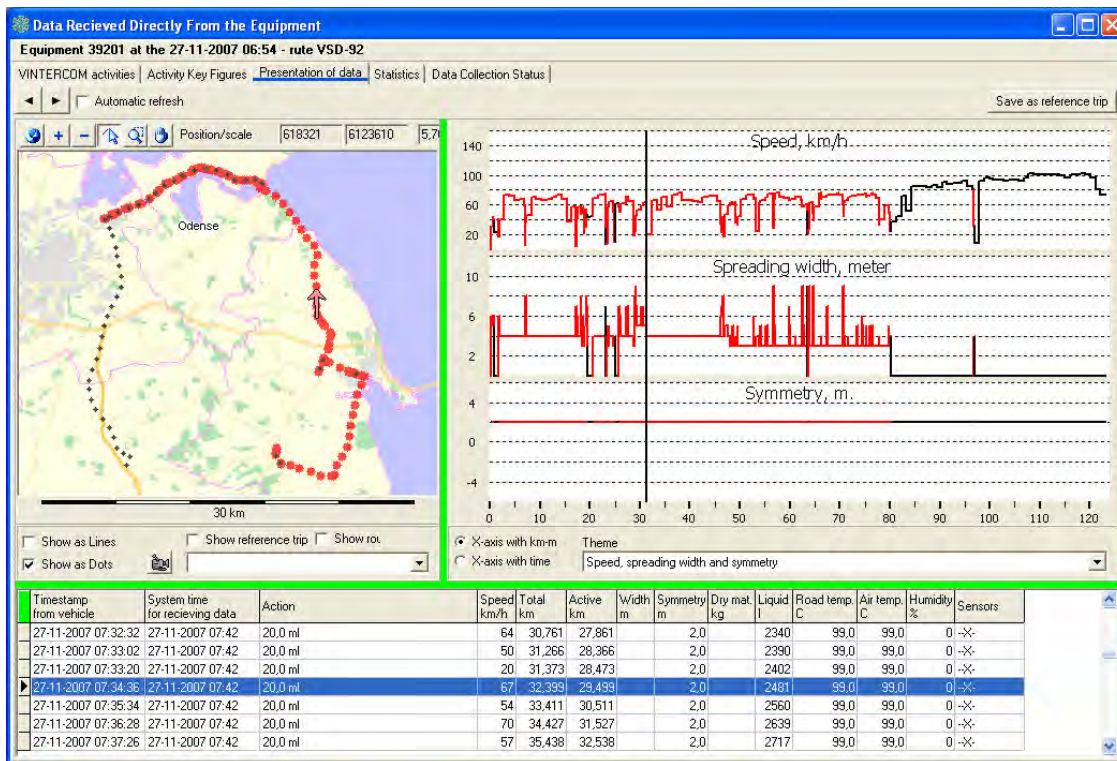 Data Recieved Directly From the Equipment
Equipment 39201 at the 27-11-2007 06:54 - rute VSD-92
VINTERCOM activities | Activity Key Figures | Presentation of data | Statistics | Data Collection Status
Automatic refresh
Save as reference trip
Position/scale 618321 6123610 5,7
Odense
30 km
Show as Lines
Show refrerence trip
Show
Show as Dots
Speed, km/h
140
100
60
20
Spreading width, meter
10
6
2
Symmetry, m.
4
0
-4
0 10 20 30 40 50 60 70 80 90 100 110 120
X-axis with km-m
Theme
X-axis with time
Speed, spreading width and symmetry
Timestamp from vehicle | System time for recieving data | Action | Speed km/h | Total km | Active km | Width m | Symmetry m | Dry mat. kg | Liquid l | Road temp. C | Air temp. C | Humidity % | Sensors
27-11-2007 07:32:32 27-11-2007 07:42 20,0 ml 64 30,761 27,861 2,0 2340 99,0 99,0 0 -X-
27-11-2007 07:33:02 27-11-2007 07:42 20,0 ml 50 31,266 28,366 2,0 2390 99,0 99,0 0 -X-
27-11-2007 07:33:20 27-11-2007 07:42 20,0 ml 20 31,373 28,473 2,0 2402 99,0 99,0 0 -X-
27-11-2007 07:34:36 27-11-2007 07:42 20,0 ml 67 32,399 29,499 2,0 2481 99,0 99,0 0 -X-
27-11-2007 07:35:34 27-11-2007 07:42 20,0 ml 54 33,411 30,511 2,0 2560 99,0 99,0 0 -X-
27-11-2007 07:36:28 27-11-2007 07:42 20,0 ml 70 34,427 31,527 2,0 2639 99,0 99,0 0 -X-
27-11-2007 07:37:26 27-11-2007 07:42 20,0 ml 57 35,438 32,538 2,0 2717 99,0 99,0 0 -X-